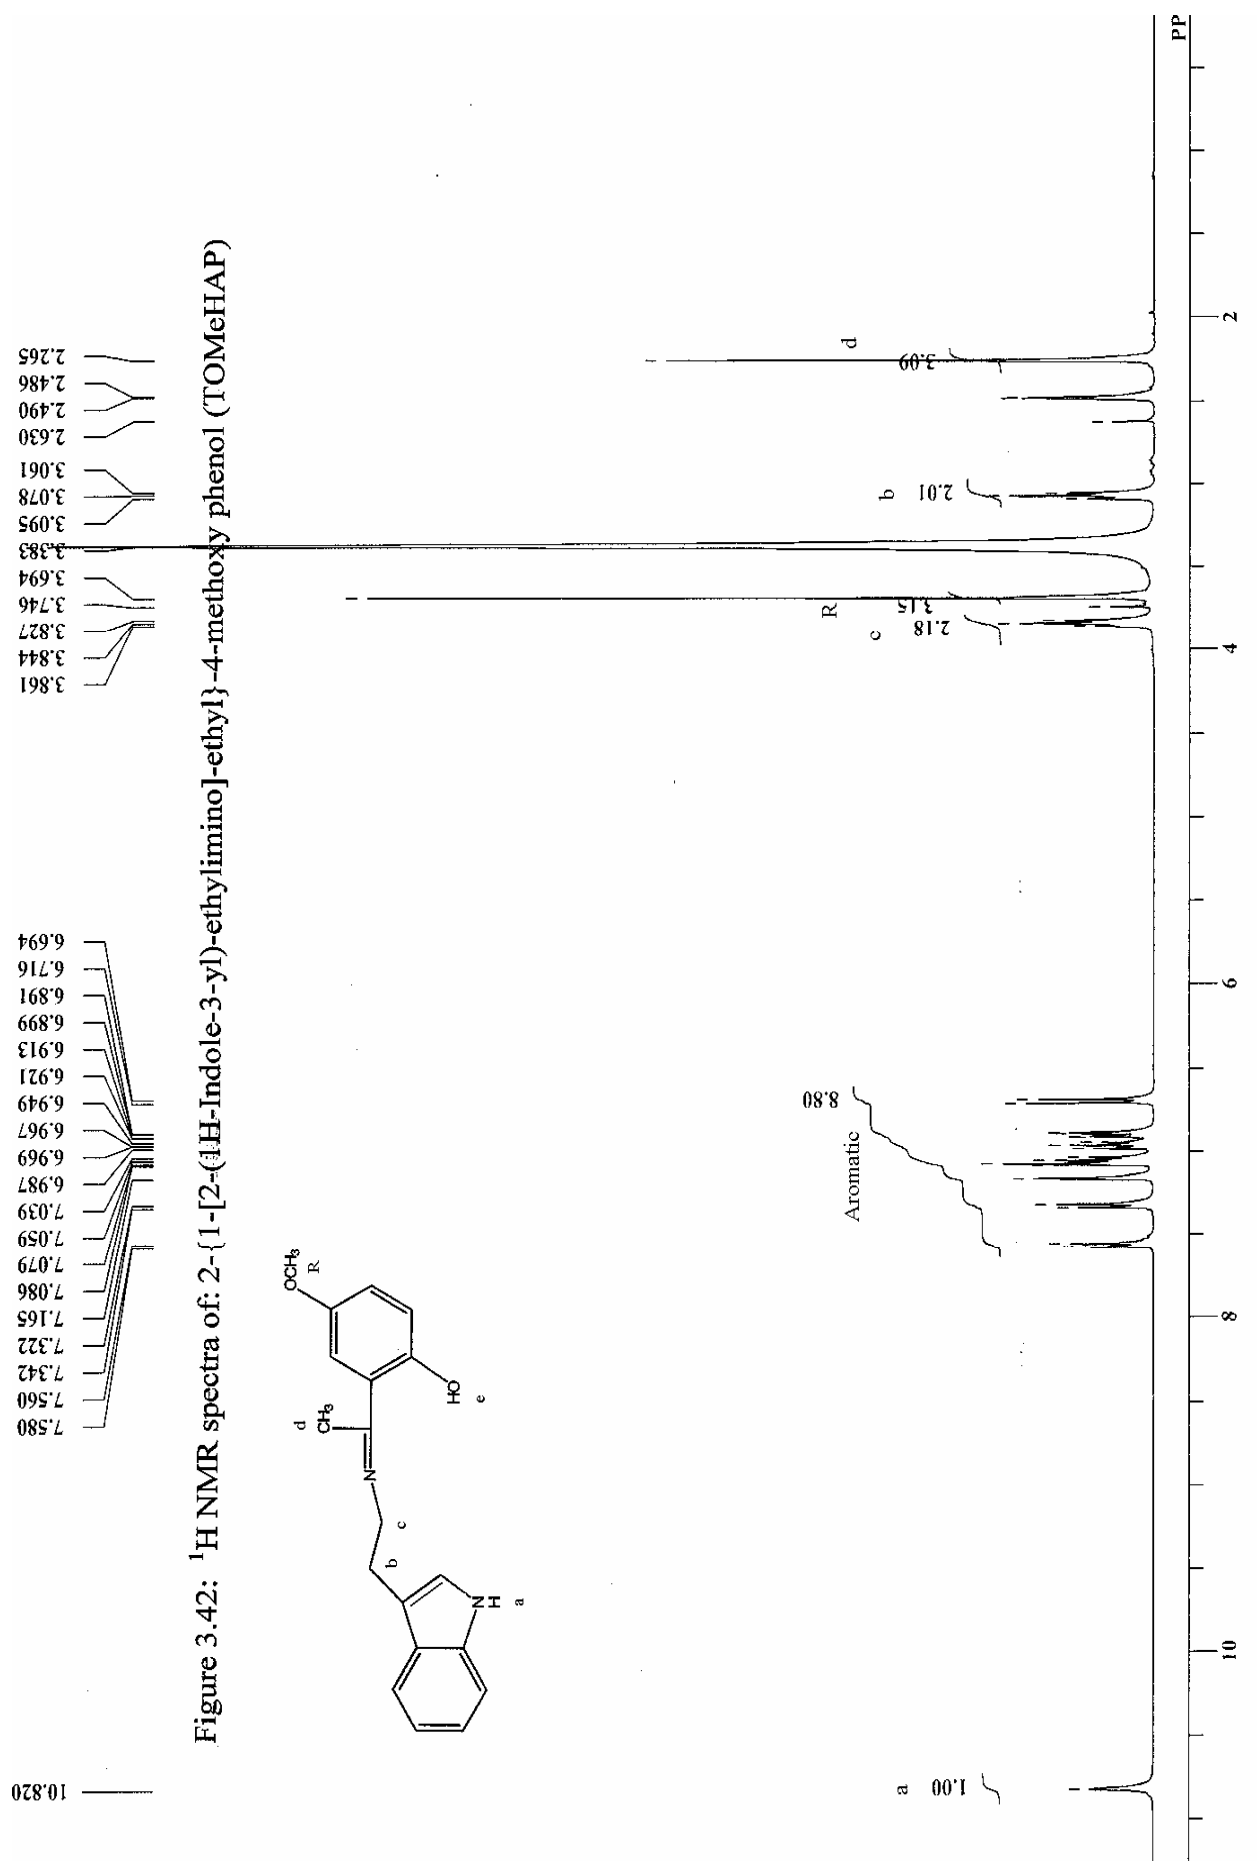 10.820
7.580
7.560
7.342
7.322
7.165
7.086
7.079
7.059
7.039
6.987
6.969
6.967
6.949
6.921
6.913
6.899
6.891
6.716
6.694
3.861
3.844
3.827
3.746
3.694
3.383
3.095
3.078
3.061
2.630
2.490
2.486
2.265
Figure 3.42: ¹H NMR spectra of: 2-{1-[2-(1H-Indole-3-yl)-ethylimino]-ethyl}-4-methoxy phenol (TOMeHAP)
OCH₃
R
d
CH₃
N
HO
e
c
b
NH
a
a
1.00
Aromatic
8.80
c
2.18
R
3.15
b
2.01
d
3.09
10
8
6
4
2
PP